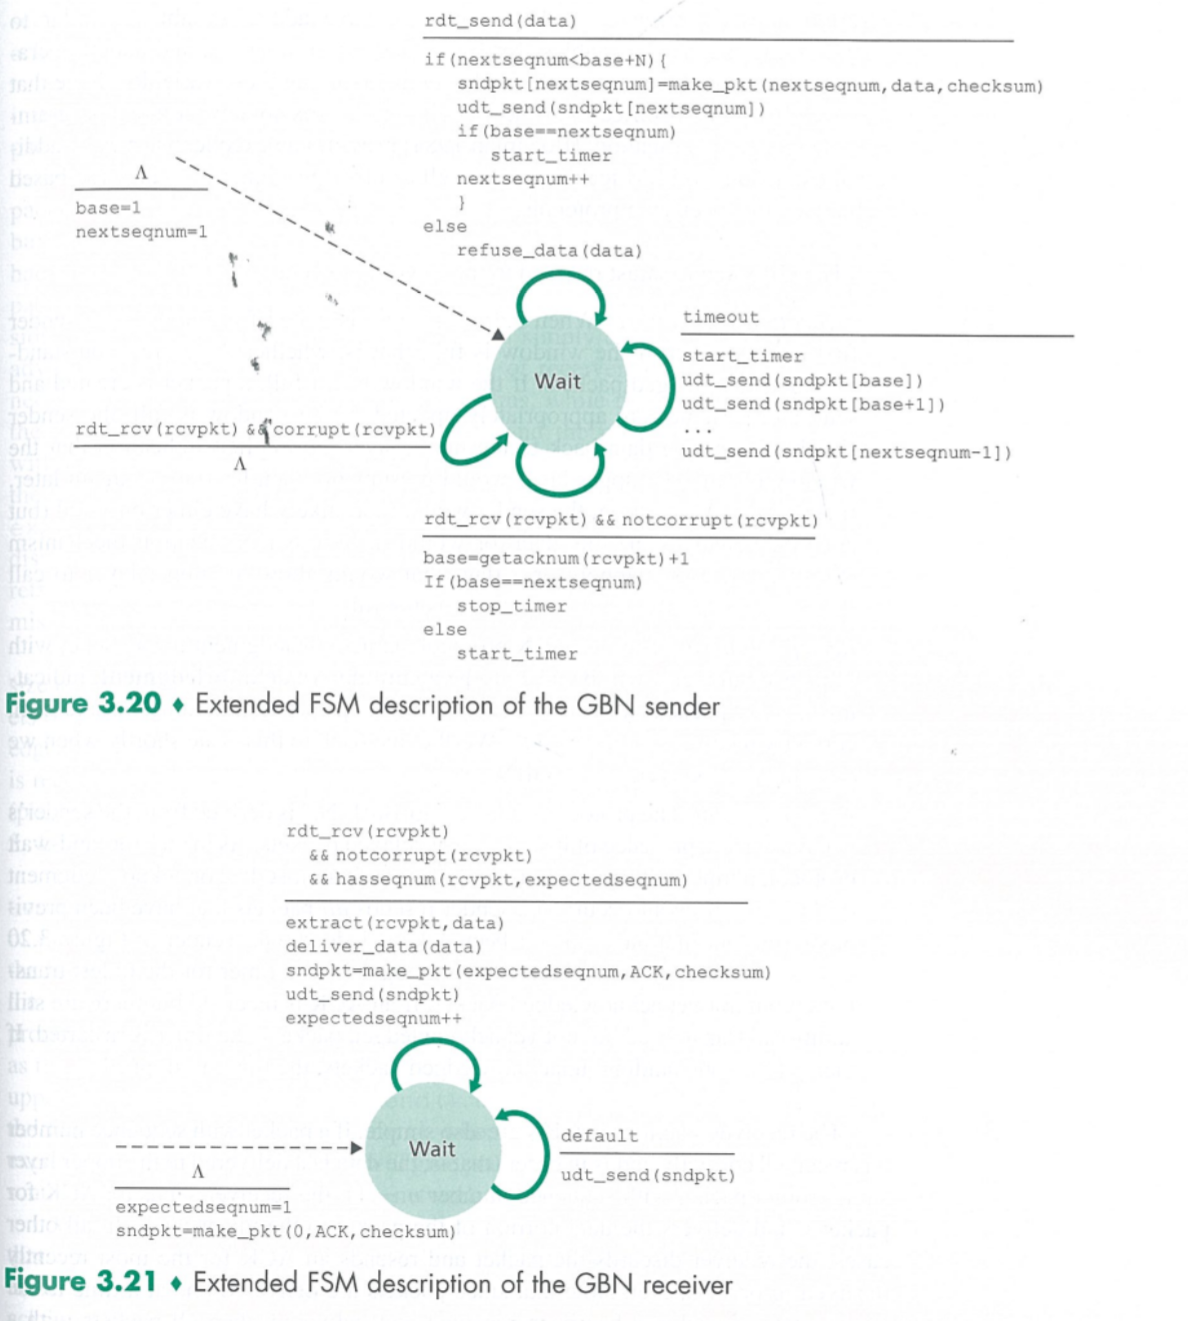 rdt_send(data)
if(nextseqnum<base+N){
sndpkt[nextseqnum]=make_pkt(nextseqnum,data,checksum)
udt_send(sndpkt[nextseqnum])
if(base==nextseqnum)
start_timer
nextseqnum++
}
else
refuse_data(data)
Λ
base=1
nextseqnum=1
Wait
timeout
start_timer
udt_send(sndpkt[base])
udt_send(sndpkt[base+1])
...
udt_send(sndpkt[nextseqnum-1])
rdt_rcv(rcvpkt) && corrupt(rcvpkt)
Λ
rdt_rcv(rcvpkt) && notcorrupt(rcvpkt)
base=getacknum(rcvpkt)+1
If(base==nextseqnum)
stop_timer
else
start_timer
Figure 3.20 ♦ Extended FSM description of the GBN sender
rdt_rcv(rcvpkt)
&& notcorrupt(rcvpkt)
&& hasseqnum(rcvpkt,expectedseqnum)
extract(rcvpkt,data)
deliver_data(data)
sndpkt=make_pkt(expectedseqnum,ACK,checksum)
udt_send(sndpkt)
expectedseqnum++
Wait
default
udt_send(sndpkt)
Λ
expectedseqnum=1
sndpkt=make_pkt(0,ACK,checksum)
Figure 3.21 ♦ Extended FSM description of the GBN receiver